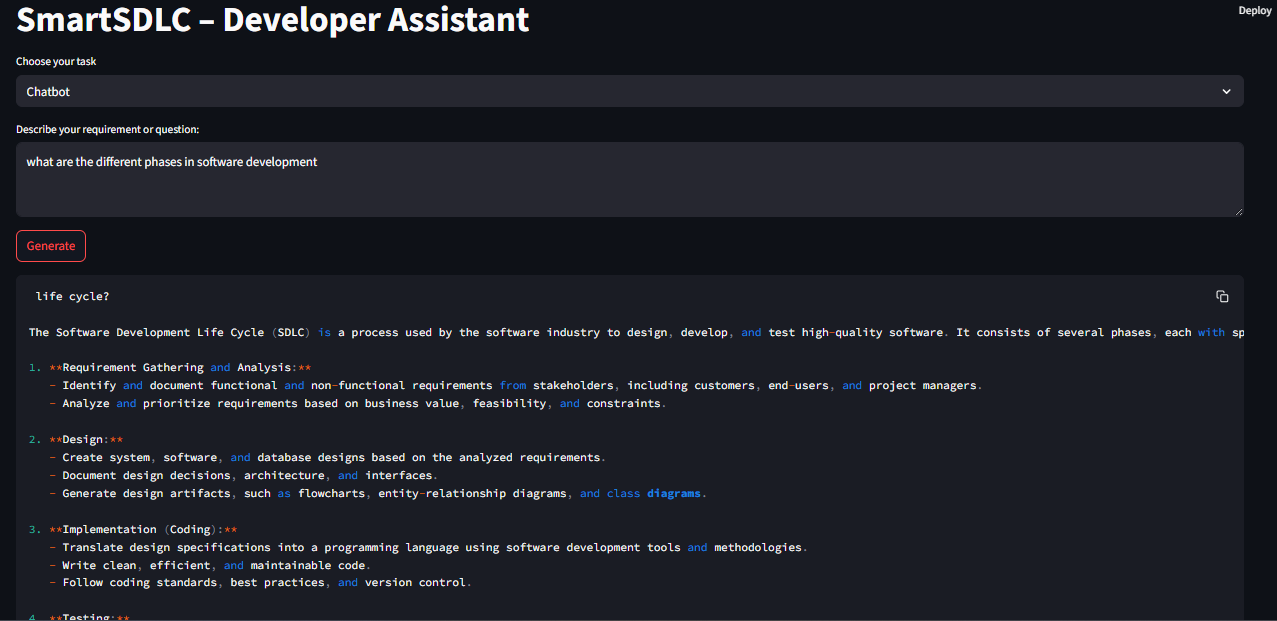 SmartSDLC – Developer Assistant
Deploy
Choose your task
Chatbot
Describe your requirement or question:
what are the different phases in software development
Generate
life cycle?
The Software Development Life Cycle (SDLC) is a process used by the software industry to design, develop, and test high-quality software. It consists of several phases, each with sp
1. **Requirement Gathering and Analysis:**
- Identify and document functional and non-functional requirements from stakeholders, including customers, end-users, and project managers.
- Analyze and prioritize requirements based on business value, feasibility, and constraints.
2. **Design:**
- Create system, software, and database designs based on the analyzed requirements.
- Document design decisions, architecture, and interfaces.
- Generate design artifacts, such as flowcharts, entity-relationship diagrams, and class diagrams.
3. **Implementation (Coding):**
- Translate design specifications into a programming language using software development tools and methodologies.
- Write clean, efficient, and maintainable code.
- Follow coding standards, best practices, and version control.
4. **Testing:**